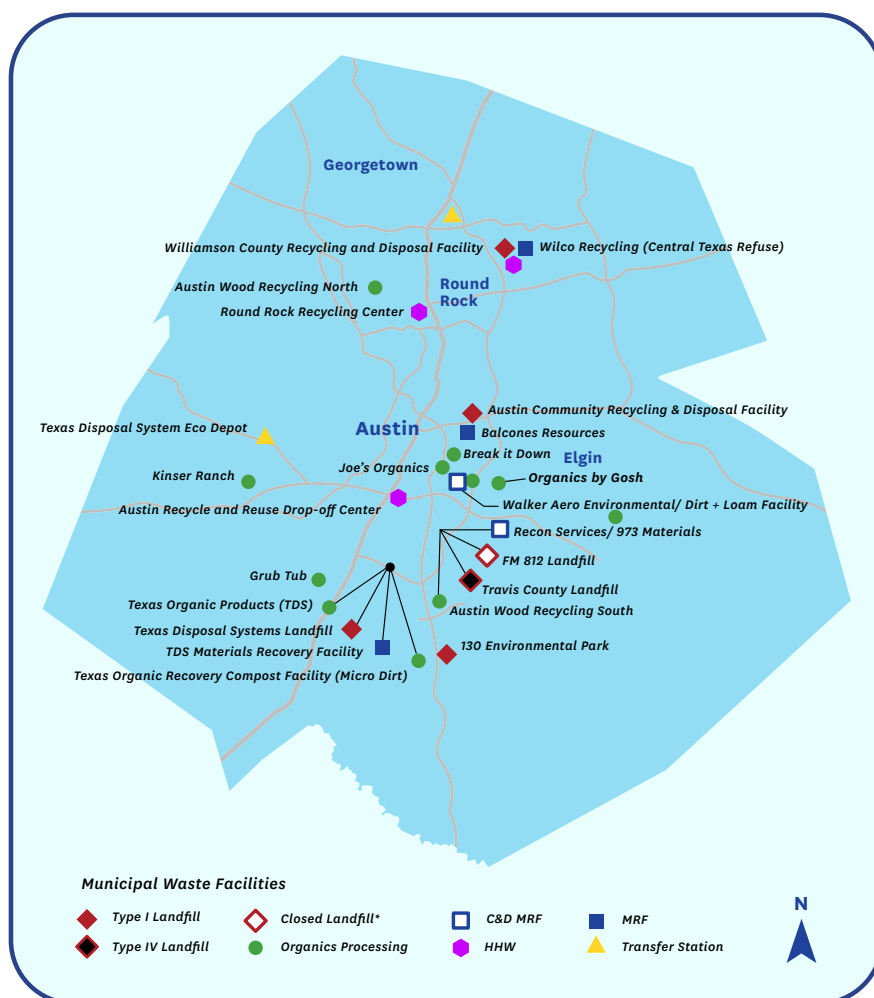 Georgetown
Williamson County Recycling and Disposal Facility
Wilco Recycling (Central Texas Refuse)
Austin Wood Recycling North
Round
Rock
Round Rock Recycling Center
Austin Community Recycling & Disposal Facility
Texas Disposal System Eco Depot
Austin
Balcones Resources
Break it Down
Elgin
Joe's Organics
Kinser Ranch
Organics by Gosh
Walker Aero Environmental/ Dirt + Loam Facility
Austin Recycle and Reuse Drop-off Center
Recon Services/ 973 Materials
FM 812 Landfill
Grub Tub
Travis County Landfill
Texas Organic Products (TDS)
Austin Wood Recycling South
Texas Disposal Systems Landfill
TDS Materials Recovery Facility
130 Environmental Park
Texas Organic Recovery Compost Facility (Micro Dirt)
Municipal Waste Facilities
Type I Landfill
Closed Landfill*
C&D MRF
MRF
Type IV Landfill
Organics Processing
HHW
Transfer Station
N